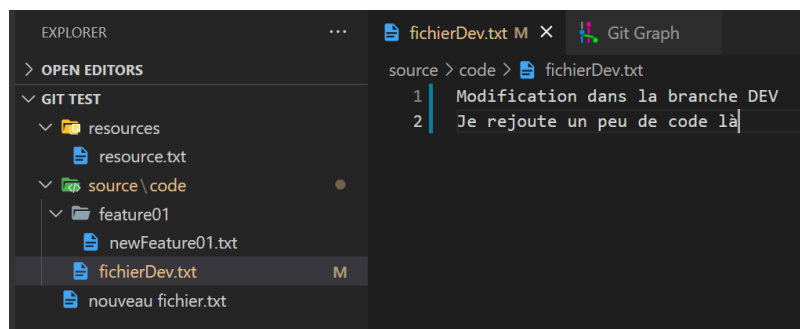 EXPLORER ...
> OPEN EDITORS
GIT TEST
resources
resource.txt
source\code
feature01
newFeature01.txt
fichierDev.txt M
nouveau fichier.txt
fichierDev.txt M
Git Graph
source > code > fichierDev.txt
1 Modification dans la branche DEV
2 Je rejoute un peu de code là